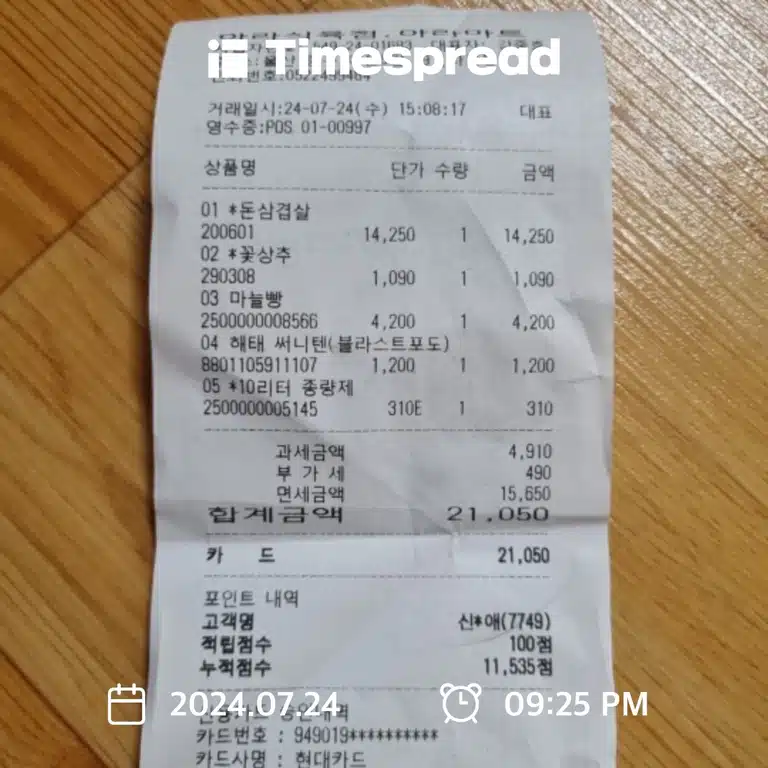 Timespread
거래일시:24-07-24(수) 15:08:17 대표
영수증:POS 01-00997
상품명 단가 수량 금액
01 *돈삼겹살
200601 14,250 1 14,250
02 *꽃상추
290308 1,090 1 1,090
03 마늘빵
2500000008566 4,200 1 4,200
04 해태 써니텐(블라스트포도)
8801105911107 1,200 1 1,200
05 *10리터 종량제
2500000005145 310E 1 310
과세금액 4,910
부 가 세 490
면세금액 15,650
합계금액 21,050
카 드 21,050
포인트 내역
고객명 신*애(7749)
적립점수 100점
누적점수 11,535점
2024.07.24 09:25 PM
카드번호 : 949019**********
카드사명 : 현대카드